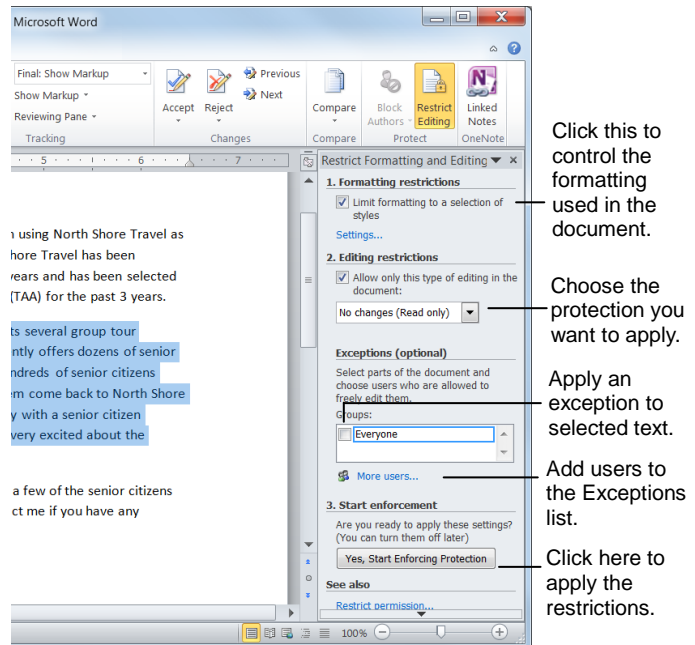 Microsoft Word
Final: Show Markup
Show Markup
Reviewing Pane
Tracking
Accept
Reject
Previous
Next
Changes
Compare
Compare
Block
Authors
Restrict
Editing
Protect
Linked
Notes
OneNote
5 6 7
using North Shore Travel as
hore Travel has been
years and has been selected
(TAA) for the past 3 years.
ts several group tour
ntly offers dozens of senior
ndreds of senior citizens
em come back to North Shore
y with a senior citizen
very excited about the
a few of the senior citizens
ct me if you have any
Restrict Formatting and Editing
1. Formatting restrictions
Limit formatting to a selection of
styles
Settings...
2. Editing restrictions
Allow only this type of editing in the
document:
No changes (Read only)
Exceptions (optional)
Select parts of the document and
choose users who are allowed to
freely edit them.
Groups:
Everyone
More users...
3. Start enforcement
Are you ready to apply these settings?
(You can turn them off later)
Yes, Start Enforcing Protection
See also
Restrict permission...
100%
Click this to
control the
formatting
used in the
document.
Choose the
protection you
want to apply.
Apply an
exception to
selected text.
Add users to
the Exceptions
list.
Click here to
apply the
restrictions.